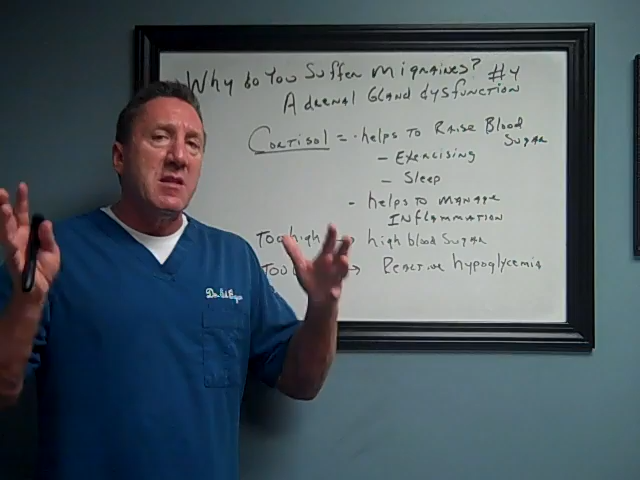 Why do You Suffer Migraines? #4
Adrenal Gland dysfunction
Cortisol = - helps to Raise Blood Sugar
- Exercising
- Sleep
- helps to manage
Inflammation
Too high → high blood Sugar
Too → Reactive hypoglycemia
Dr.